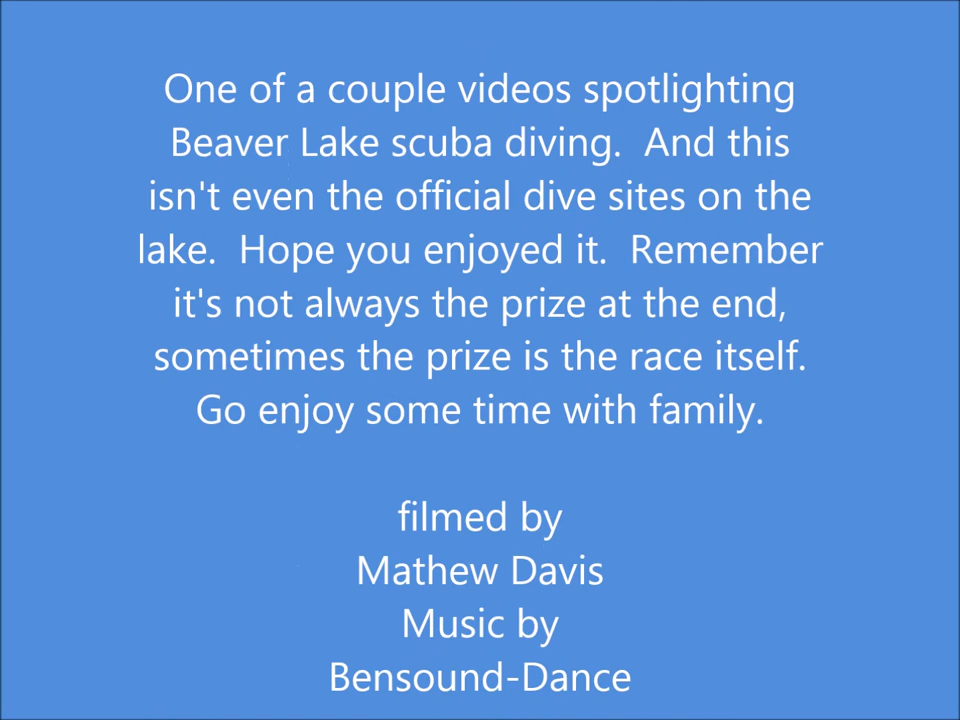 One of a couple videos spotlighting
Beaver Lake scuba diving.  And this
isn't even the official dive sites on the
lake.  Hope you enjoyed it.  Remember
it's not always the prize at the end,
sometimes the prize is the race itself.
Go enjoy some time with family.
filmed by
Mathew Davis
Music by
Bensound-Dance